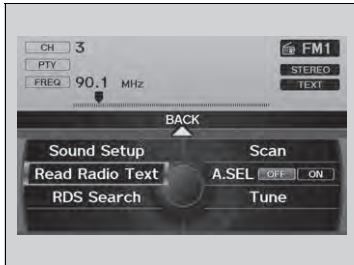 CH 3 FM1
PTY STEREO
FREQ 90.1 MHz TEXT
BACK
Sound Setup Scan
Read Radio Text A.SEL OFF ON
RDS Search Tune